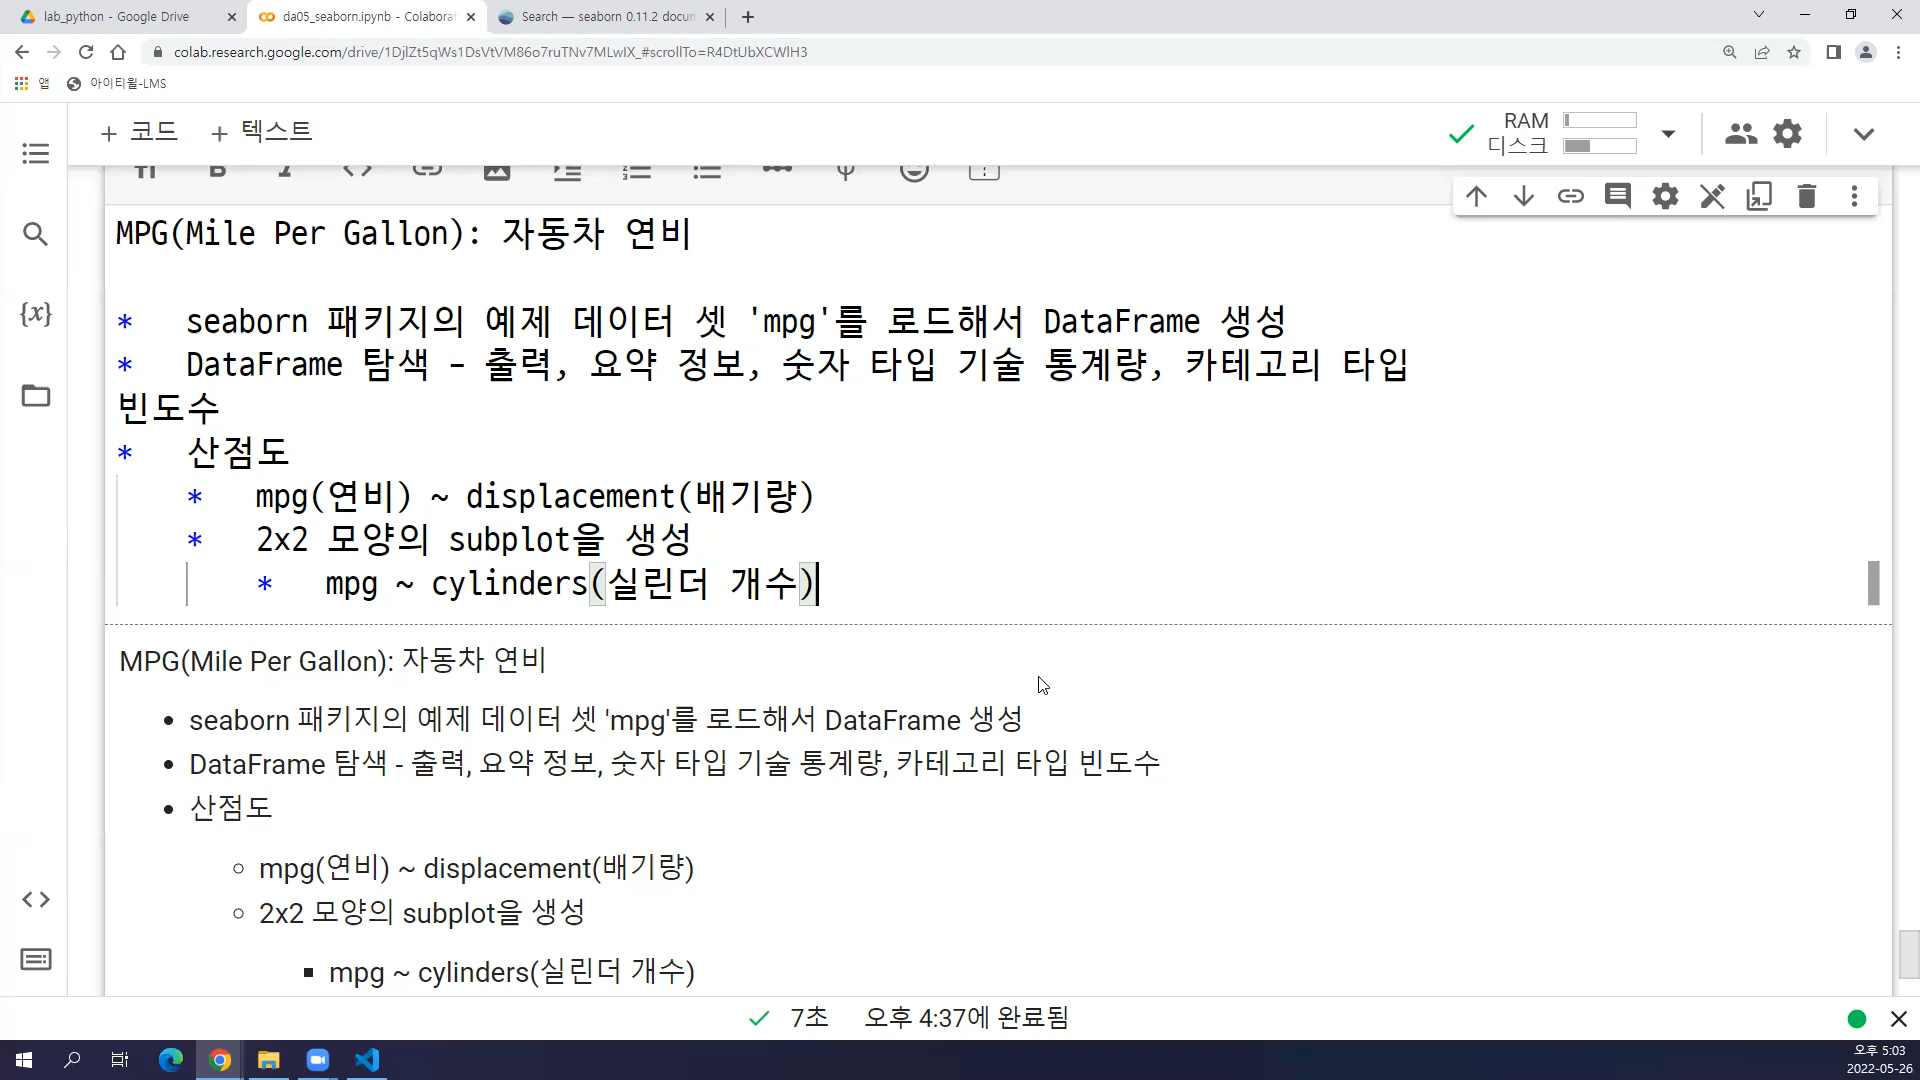 lab_python - Google Drive
da05_seaborn.ipynb - Colaborat
Search — seaborn 0.11.2 docun
colab.research.google.com/drive/1DjlZt5qWs1DsVtVM86o7ruTNv7MLwIX_#scrollTo=R4DtUbXCWlH3
앱 아이티윌-LMS
+ 코드 + 텍스트
RAM
디스크
MPG(Mile Per Gallon): 자동차 연비
* seaborn 패키지의 예제 데이터 셋 'mpg'를 로드해서 DataFrame 생성
* DataFrame 탐색 - 출력, 요약 정보, 숫자 타입 기술 통계량, 카테고리 타입
빈도수
* 산점도
* mpg(연비) ~ displacement(배기량)
* 2x2 모양의 subplot을 생성
* mpg ~ cylinders(실린더 개수)
MPG(Mile Per Gallon): 자동차 연비
• seaborn 패키지의 예제 데이터 셋 'mpg'를 로드해서 DataFrame 생성
• DataFrame 탐색 - 출력, 요약 정보, 숫자 타입 기술 통계량, 카테고리 타입 빈도수
• 산점도
◦ mpg(연비) ~ displacement(배기량)
◦ 2x2 모양의 subplot을 생성
▪ mpg ~ cylinders(실린더 개수)
7초 오후 4:37에 완료됨
오후 5:03
2022-05-26